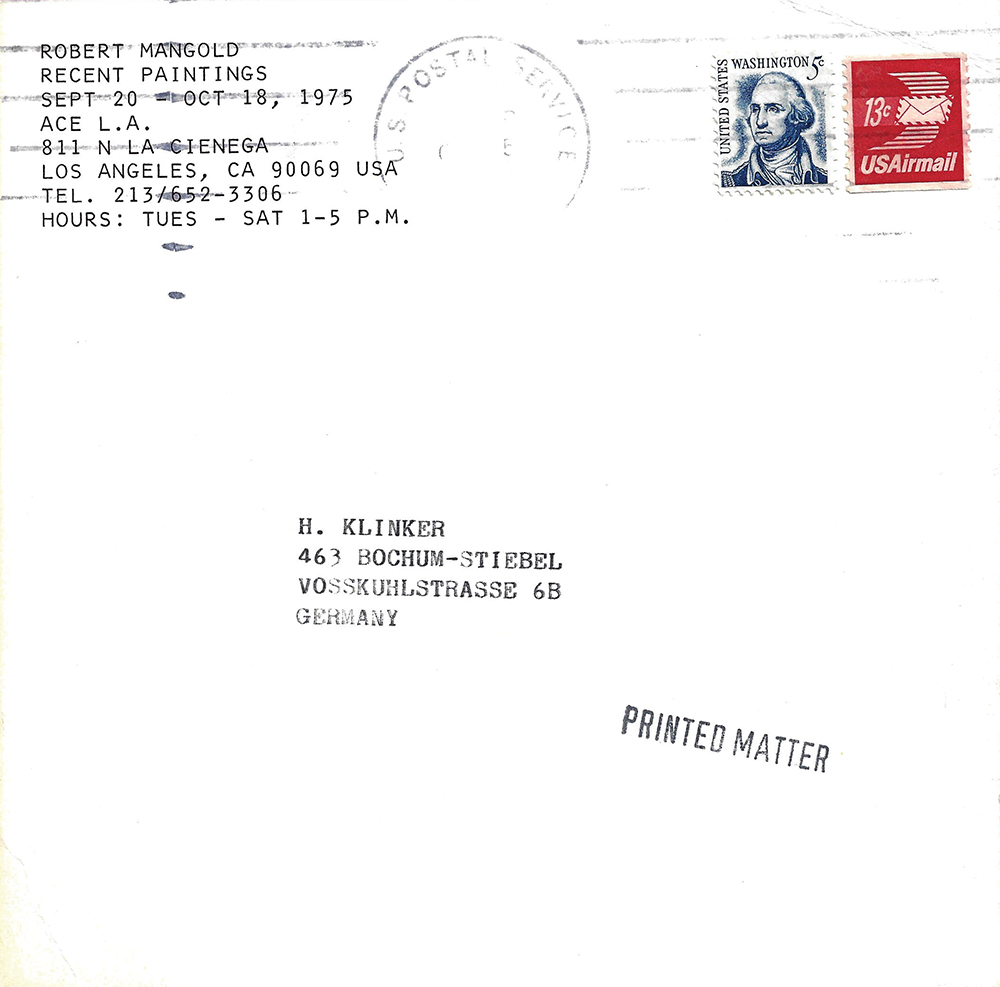 ROBERT MANGOLD
RECENT PAINTINGS
SEPT 20 - OCT 18, 1975
ACE L.A.
811 N LA CIENEGA
LOS ANGELES, CA 90069 USA
TEL. 213/652-3306
HOURS: TUES - SAT 1-5 P.M.
U.S. POSTAL SERVICE
UNITED STATES
WASHINGTON 5c
13c
USAirmail
H. KLINKER
463 BOCHUM-STIEBEL
VOSSKUHLSTRASSE 6B
GERMANY
PRINTED MATTER